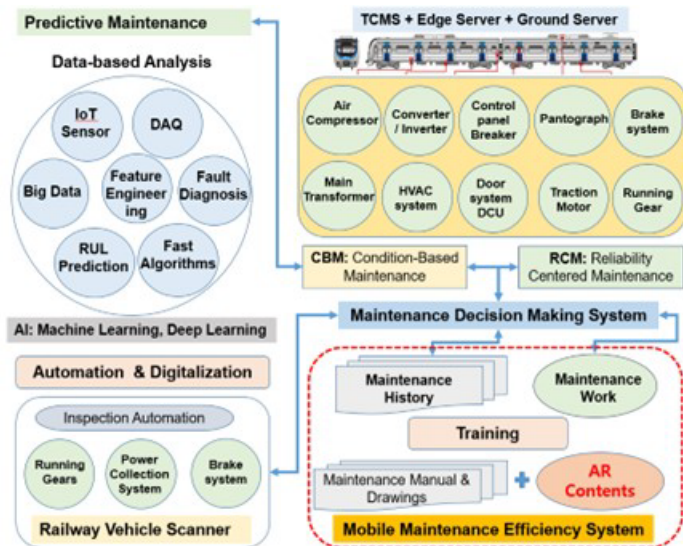 Predictive Maintenance
TCMS + Edge Server + Ground Server
Data-based Analysis
IoT
Sensor
DAQ
Big Data
Feature
Engineer
ing
Fault
Diagnosis
RUL
Prediction
Fast
Algorithms
AI: Machine Learning, Deep Learning
Air
Compressor
Converter
/ Inverter
Control
panel
Breaker
Pantograph
Brake
system
Main
Transformer
HVAC
system
Door
system
DCU
Traction
Motor
Running
Gear
CBM: Condition-Based
Maintenance
RCM: Reliability
Centered Maintenance
Maintenance Decision Making System
Automation & Digitalization
Inspection Automation
Running
Gears
Power
Collection
System
Brake
system
Railway Vehicle Scanner
Maintenance
History
Maintenance
Work
Training
Maintenance Manual &
Drawings
AR
Contents
Mobile Maintenance Efficiency System